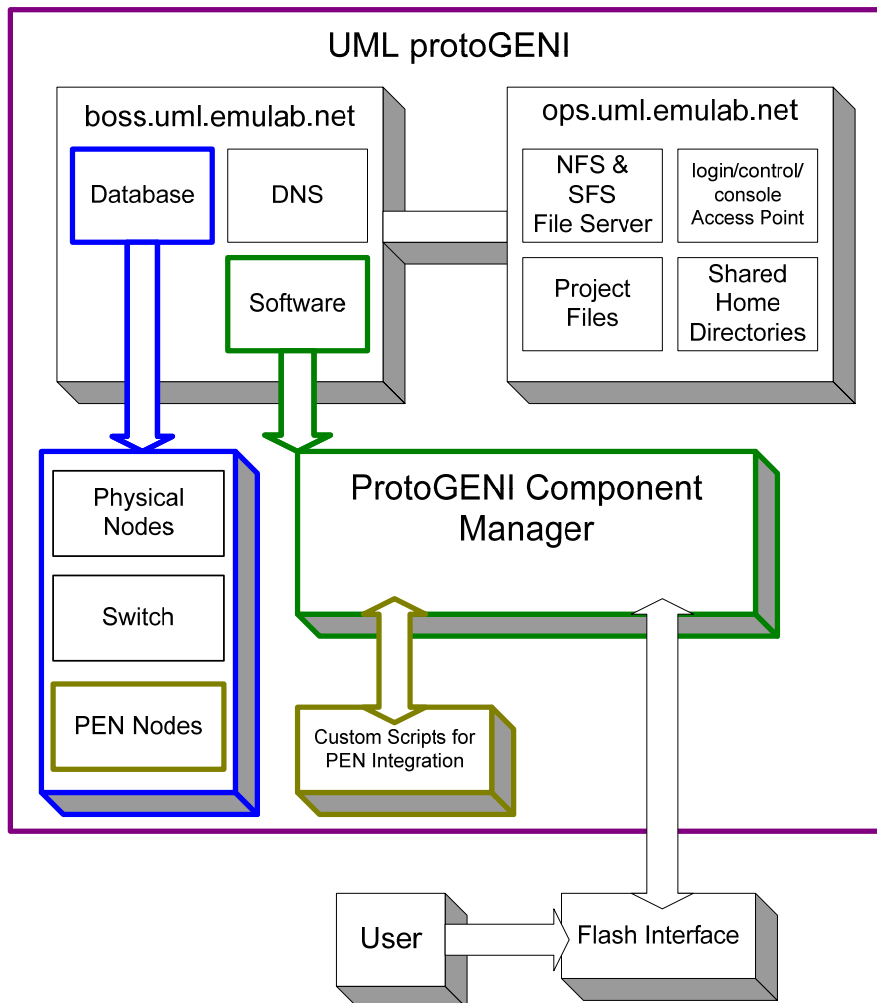 UML protoGENI
boss.uml.emulab.net
Database
DNS
Software
ops.uml.emulab.net
NFS &
SFS
File Server
login/control/
console
Access Point
Project
Files
Shared
Home
Directories
Physical
Nodes
Switch
PEN Nodes
ProtoGENI Component
Manager
Custom Scripts for
PEN Integration
User
Flash Interface